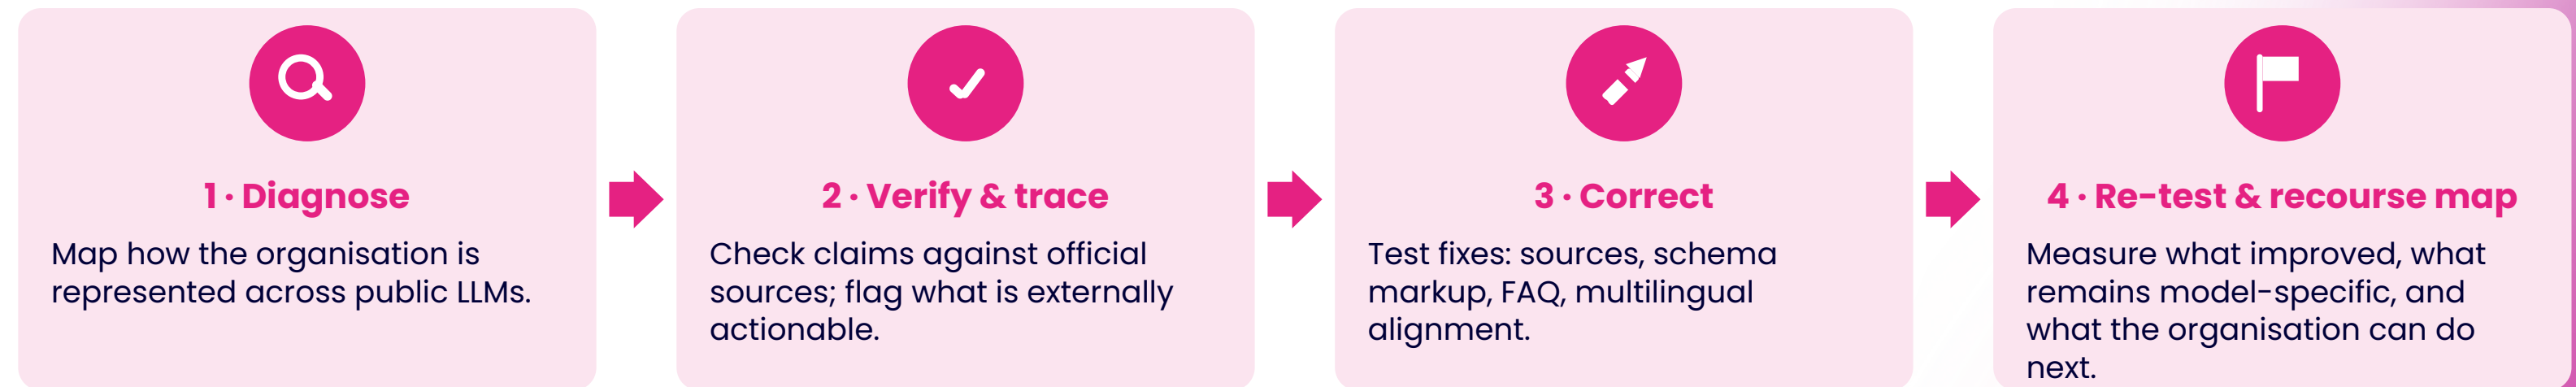 1 · Diagnose
Map how the organisation is
represented across public LLMs.
2 · Verify & trace
Check claims against official
sources; flag what is externally
actionable.
3 · Correct
Test fixes: sources, schema
markup, FAQ, multilingual
alignment.
4 · Re-test & recourse map
Measure what improved, what
remains model-specific, and
what the organisation can do
next.